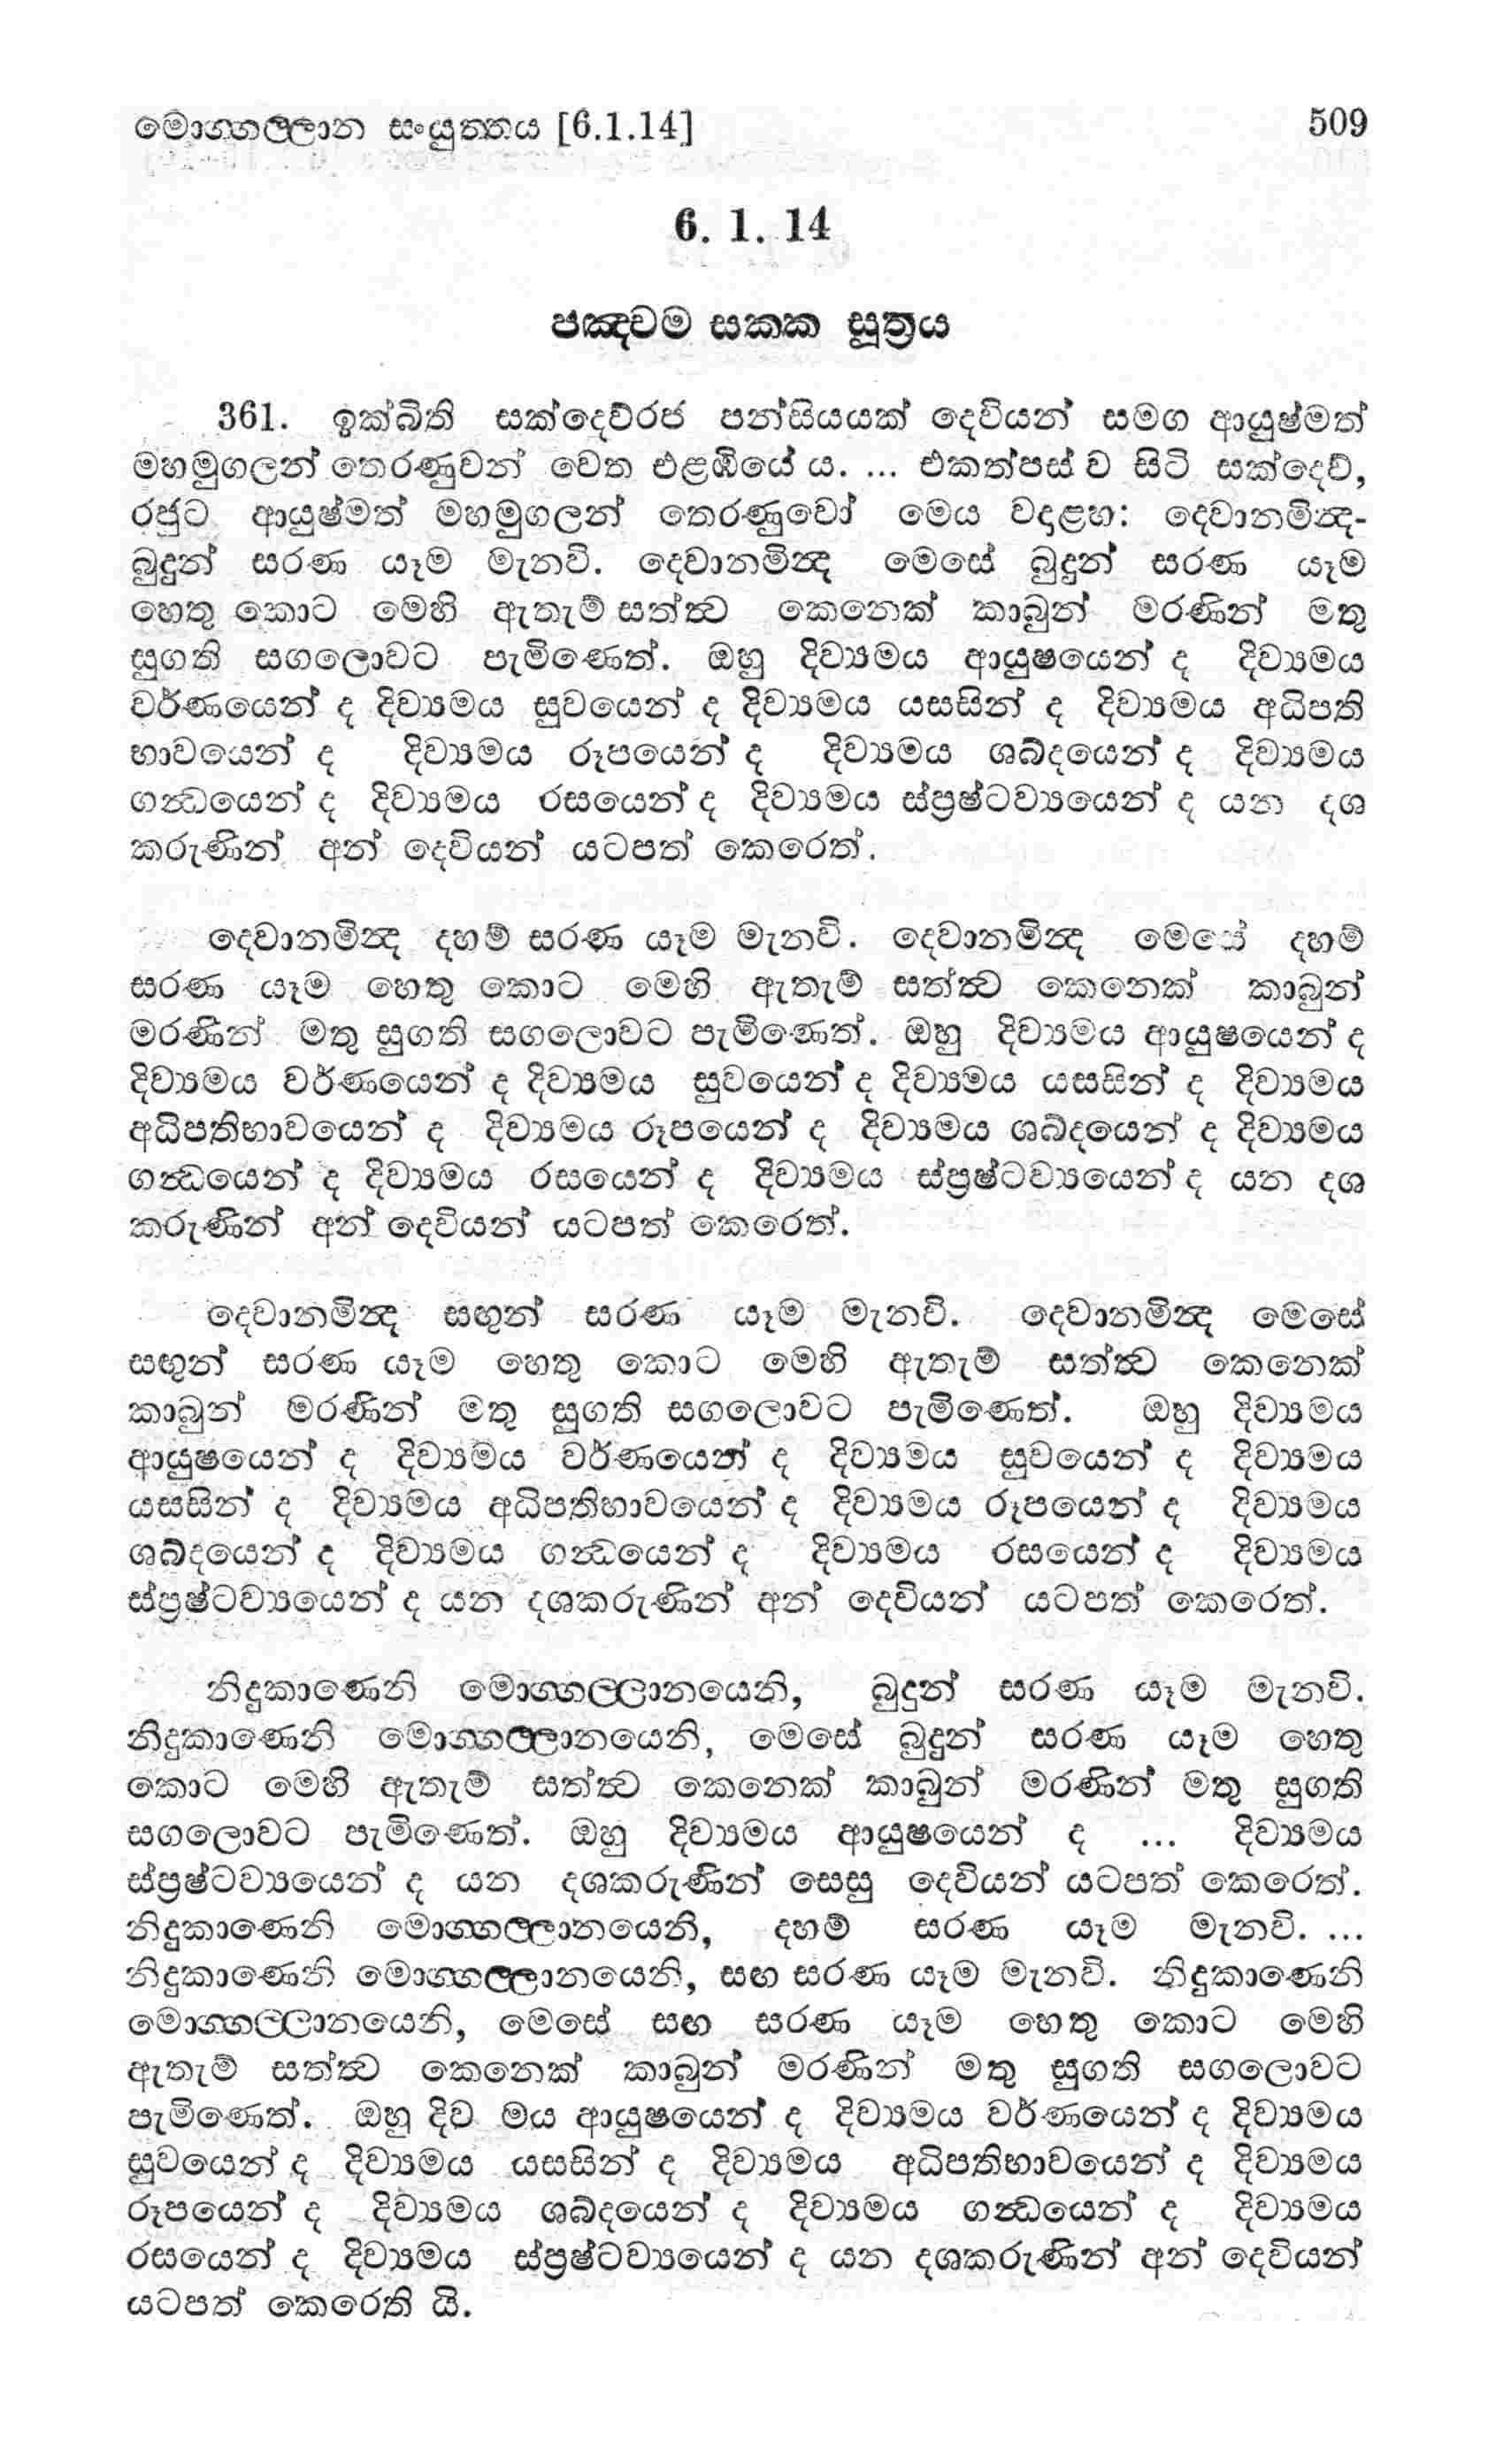 මොග්ගල්ලාන සංයුත්තය [6.1.14] 509
6. 1. 14
පඤ්චම සක්ක සූත්‍රය
361. ඉක්බිති සක්දෙව්රජ පන්සියයක් දෙවියන් සමග ආයුෂ්මත්
මහමුගලන් තෙරණුවන් වෙත එළඹියේ ය. ... එකත්පස් ව සිටි සක්දෙව්,
රජුට ආයුෂ්මත් මහමුගලන් තෙරණුවෝ මෙය වදාළහ: දෙවානමින්‍ද-
බුදුන් සරණ යෑම මැනවි. දෙවානමින්‍ද මෙසේ බුදුන් සරණ යෑම
හෙතු කොට මෙහි ඇතැම් සත්ත්‍ව කෙනෙක් කාබුන් මරණින් මතු
සුගති සගලොවට පැමිණෙත්. ඔහු දිව්‍යමය ආයුෂයෙන් ද දිව්‍යමය
වර්ණයෙන් ද දිව්‍යමය සුවයෙන් ද දිව්‍යමය යසසින් ද දිව්‍යමය අධිපති
භාවයෙන් ද දිව්‍යමය රූපයෙන් ද දිව්‍යමය ශබ්දයෙන් ද දිව්‍යමය
ගන්‍ධයෙන් ද දිව්‍යමය රසයෙන් ද දිව්‍යමය ස්ප්‍රෂ්ටව්‍යයෙන් ද යන දශ
කරුණින් අන් දෙවියන් යටපත් කෙරෙත්.
දෙවානමින්‍ද දහම් සරණ යෑම මැනවි. දෙවානමින්‍ද මෙසේ දහම්
සරණ යෑම හෙතු කොට මෙහි ඇතැම් සත්ත්‍ව කෙනෙක් කාබුන්
මරණින් මතු සුගති සගලොවට පැමිණෙත්. ඔහු දිව්‍යමය ආයුෂයෙන් ද
දිව්‍යමය වර්ණයෙන් ද දිව්‍යමය සුවයෙන් ද දිව්‍යමය යසසින් ද දිව්‍යමය
අධිපතිභාවයෙන් ද දිව්‍යමය රූපයෙන් ද දිව්‍යමය ශබ්දයෙන් ද දිව්‍යමය
ගන්‍ධයෙන් ද දිව්‍යමය රසයෙන් ද දිව්‍යමය ස්ප්‍රෂ්ටව්‍යයෙන් ද යන දශ
කරුණින් අන් දෙවියන් යටපත් කෙරෙත්.
දෙවානමින්‍ද සඟුන් සරණ යෑම මැනවි. දෙවානමින්‍ද මෙසේ
සඟුන් සරණ යෑම හෙතු කොට මෙහි ඇතැම් සත්ත්‍ව කෙනෙක්
කාබුන් මරණින් මතු සුගති සගලොවට පැමිණෙත්. ඔහු දිව්‍යමය
ආයුෂයෙන් ද දිව්‍යමය වර්ණයෙන් ද දිව්‍යමය සුවයෙන් ද දිව්‍යමය
යසසින් ද දිව්‍යමය අධිපතිභාවයෙන් ද දිව්‍යමය රූපයෙන් ද දිව්‍යමය
ශබ්දයෙන් ද දිව්‍යමය ගන්‍ධයෙන් ද දිව්‍යමය රසයෙන් ද දිව්‍යමය
ස්ප්‍රෂ්ටව්‍යයෙන් ද යන දශකරුණින් අන් දෙවියන් යටපත් කෙරෙත්.
නිදුකාණෙනි මොග්ගල්ලානයෙනි, බුදුන් සරණ යෑම මැනවි.
නිදුකාණෙනි මොග්ගල්ලානයෙනි, මෙසේ බුදුන් සරණ යෑම හෙතු
කොට මෙහි ඇතැම් සත්ත්‍ව කෙනෙක් කාබුන් මරණින් මතු සුගති
සගලොවට පැමිණෙත්. ඔහු දිව්‍යමය ආයුෂයෙන් ද ... දිව්‍යමය
ස්ප්‍රෂ්ටව්‍යයෙන් ද යන දශකරුණින් සෙසු දෙවියන් යටපත් කෙරෙත්.
නිදුකාණෙනි මොග්ගල්ලානයෙනි, දහම් සරණ යෑම මැනවි. ...
නිදුකාණෙනි මොග්ගල්ලානයෙනි, සඟ සරණ යෑම මැනවි. නිදුකාණෙනි
මොග්ගල්ලානයෙනි, මෙසේ සඟ සරණ යෑම හෙතු කොට මෙහි
ඇතැම් සත්ත්‍ව කෙනෙක් කාබුන් මරණින් මතු සුගති සගලොවට
පැමිණෙත්. ඔහු දිව මය ආයුෂයෙන් ද දිව්‍යමය වර්ණයෙන් ද දිව්‍යමය
සුවයෙන් ද දිව්‍යමය යසසින් ද දිව්‍යමය අධිපතිභාවයෙන් ද දිව්‍යමය
රූපයෙන් ද දිව්‍යමය ශබ්දයෙන් ද දිව්‍යමය ගන්‍ධයෙන් ද දිව්‍යමය
රසයෙන් ද දිව්‍යමය ස්ප්‍රෂ්ටව්‍යයෙන් ද යන දශකරුණින් අන් දෙවියන්
යටපත් කෙරෙති යි.